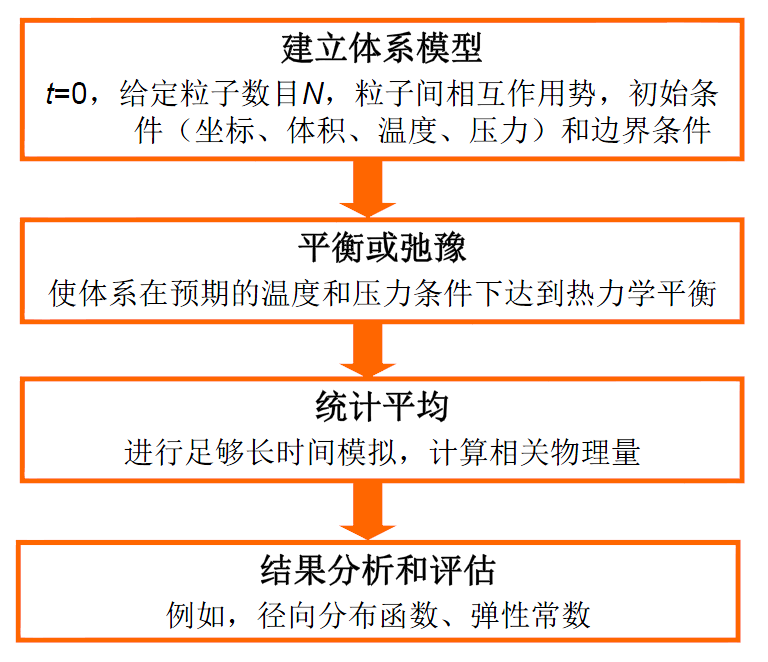 建立体系模型
t=0，给定粒子数目N，粒子间相互作用势，初始条
件（坐标、体积、温度、压力）和边界条件
平衡或弛豫
使体系在预期的温度和压力条件下达到热力学平衡
统计平均
进行足够长时间模拟，计算相关物理量
结果分析和评估
例如，径向分布函数、弹性常数